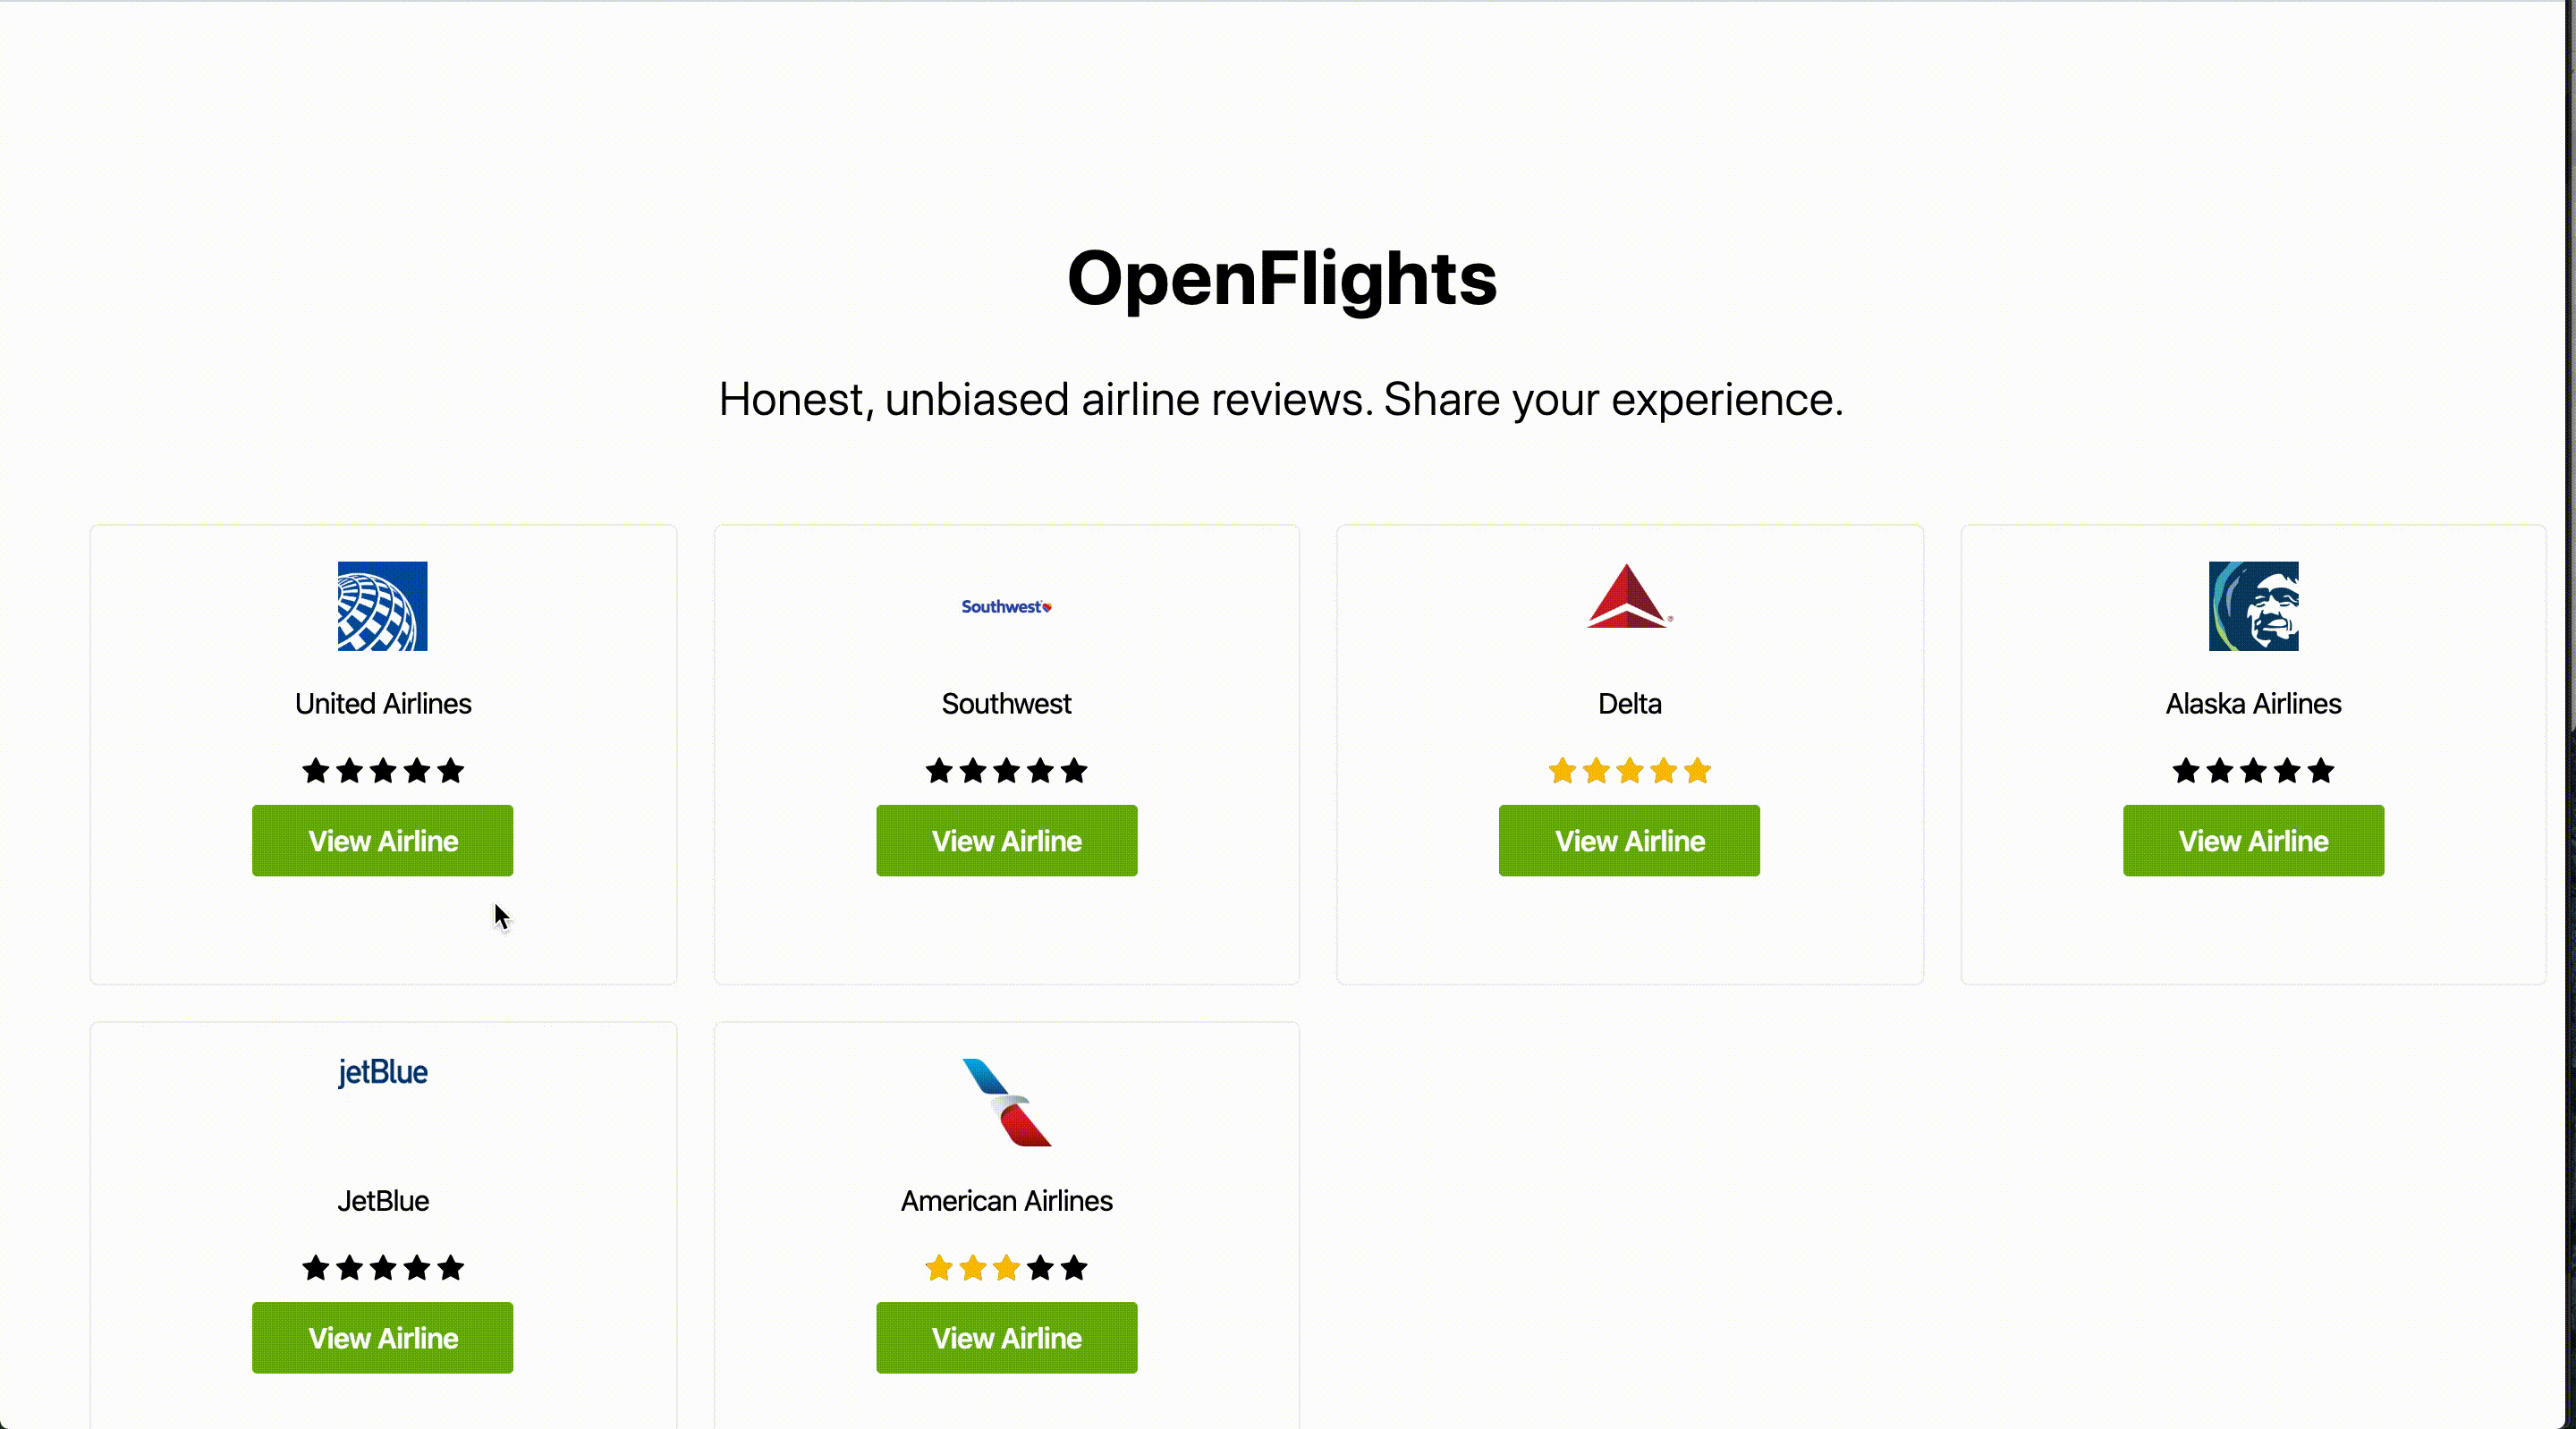 OpenFlights
Honest, unbiased airline reviews. Share your experience.
Southwest
United Airlines
Southwest
Delta
Alaska Airlines
View Airline
View Airline
View Airline
View Airline
jetBlue
JetBlue
American Airlines
View Airline
View Airline